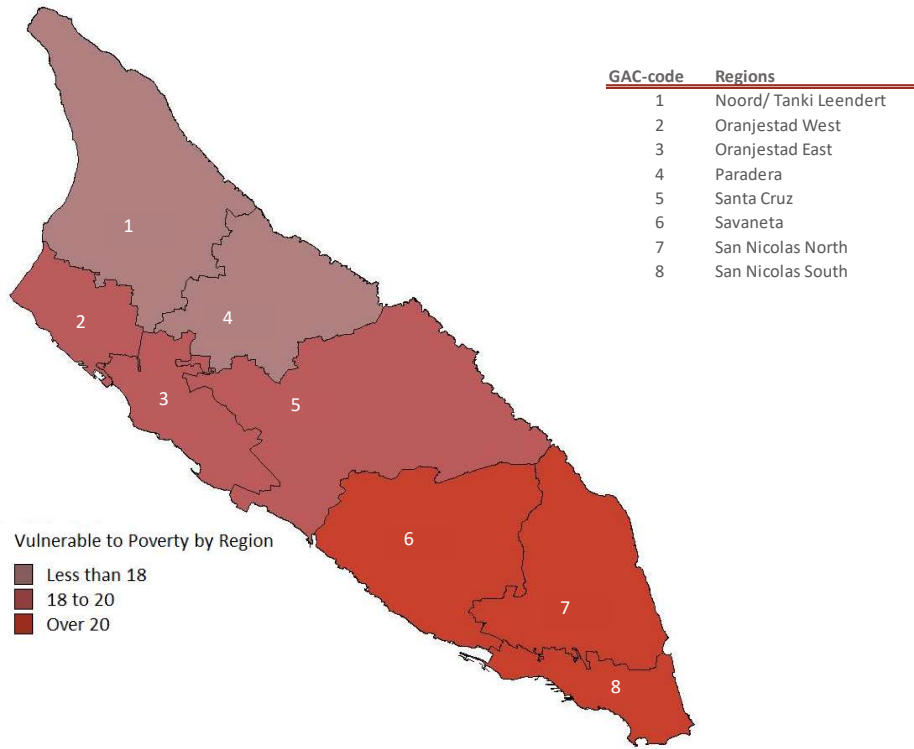 GAC-code Regions
1 Noord/ Tanki Leendert
2 Oranjestad West
3 Oranjestad East
4 Paradera
5 Santa Cruz
6 Savaneta
7 San Nicolas North
8 San Nicolas South
1
4
2
3
5
6
7
8
Vulnerable to Poverty by Region
Less than 18
18 to 20
Over 20